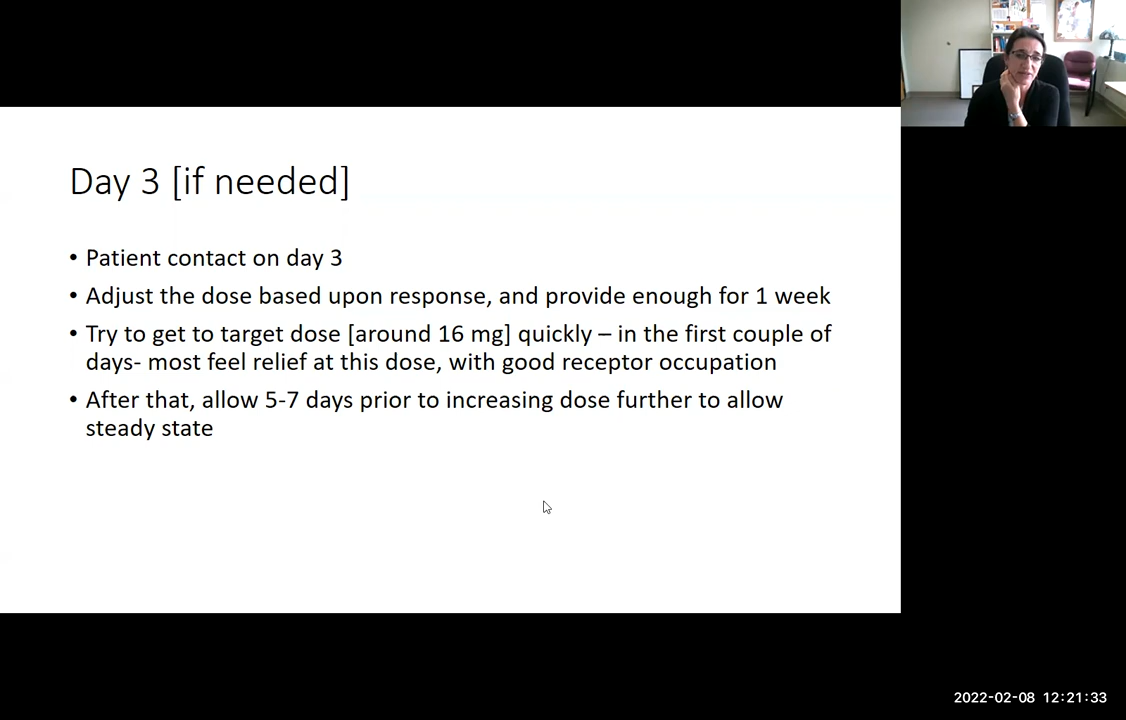 Day 3 [if needed]
• Patient contact on day 3
• Adjust the dose based upon response, and provide enough for 1 week
• Try to get to target dose [around 16 mg] quickly – in the first couple of
days- most feel relief at this dose, with good receptor occupation
• After that, allow 5-7 days prior to increasing dose further to allow
steady state
2022-02-08 12:21:33